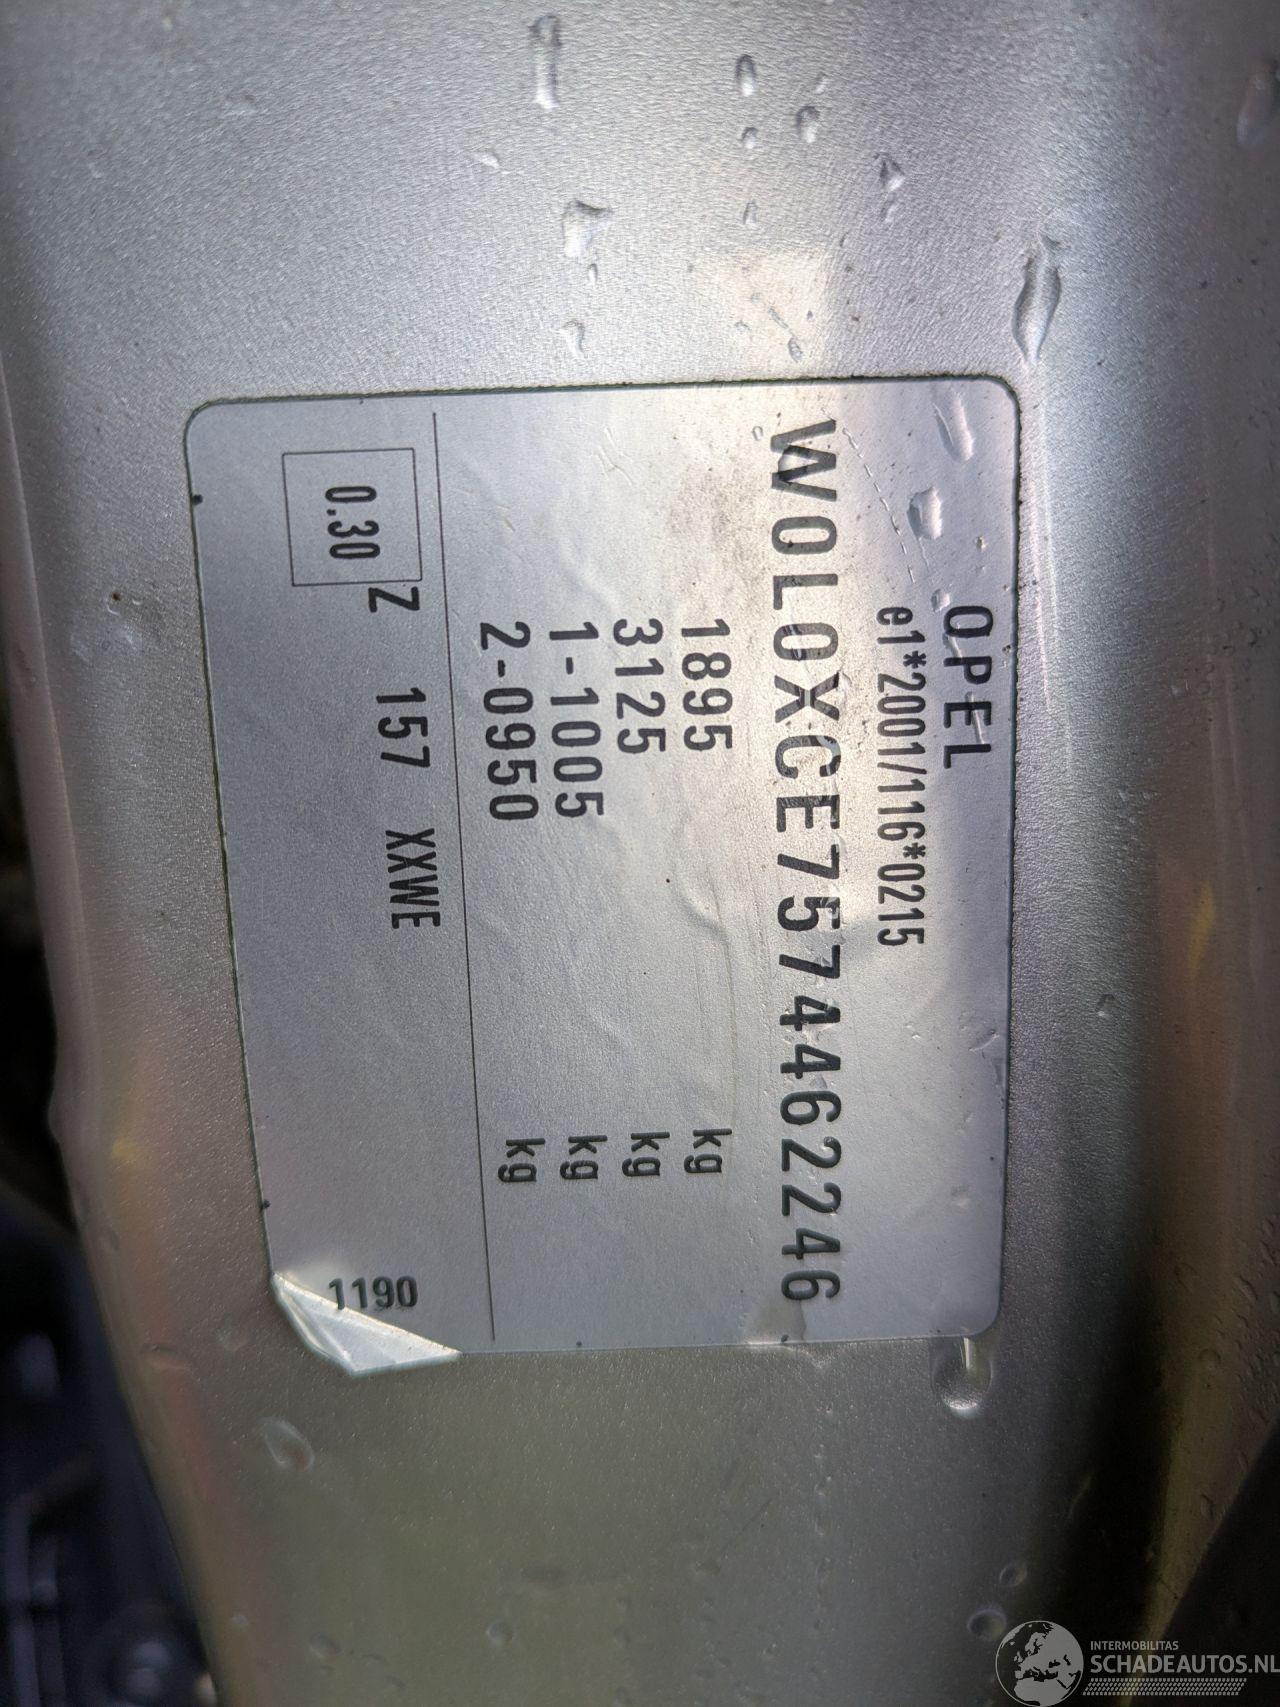 OPEL
e1*2001/116*0215
W0L0XCE7574462246
1895 kg
3125 kg
1-1005 kg
2-0950 kg
0.30
Z 157 XXWE
1190
INTERMOBILITAS
SCHADEAUTOS.NL